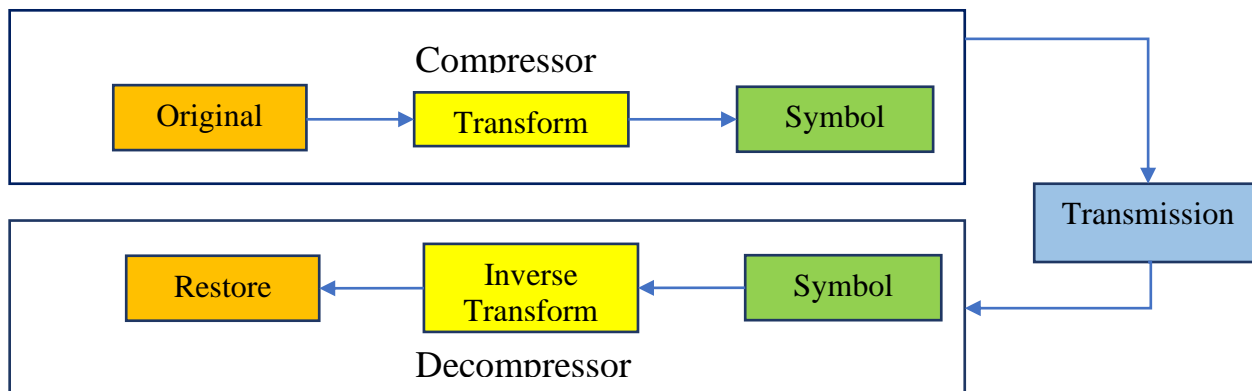 Compressor
Original
Transform
Symbol
Transmission
Restore
Inverse
Transform
Symbol
Decompressor